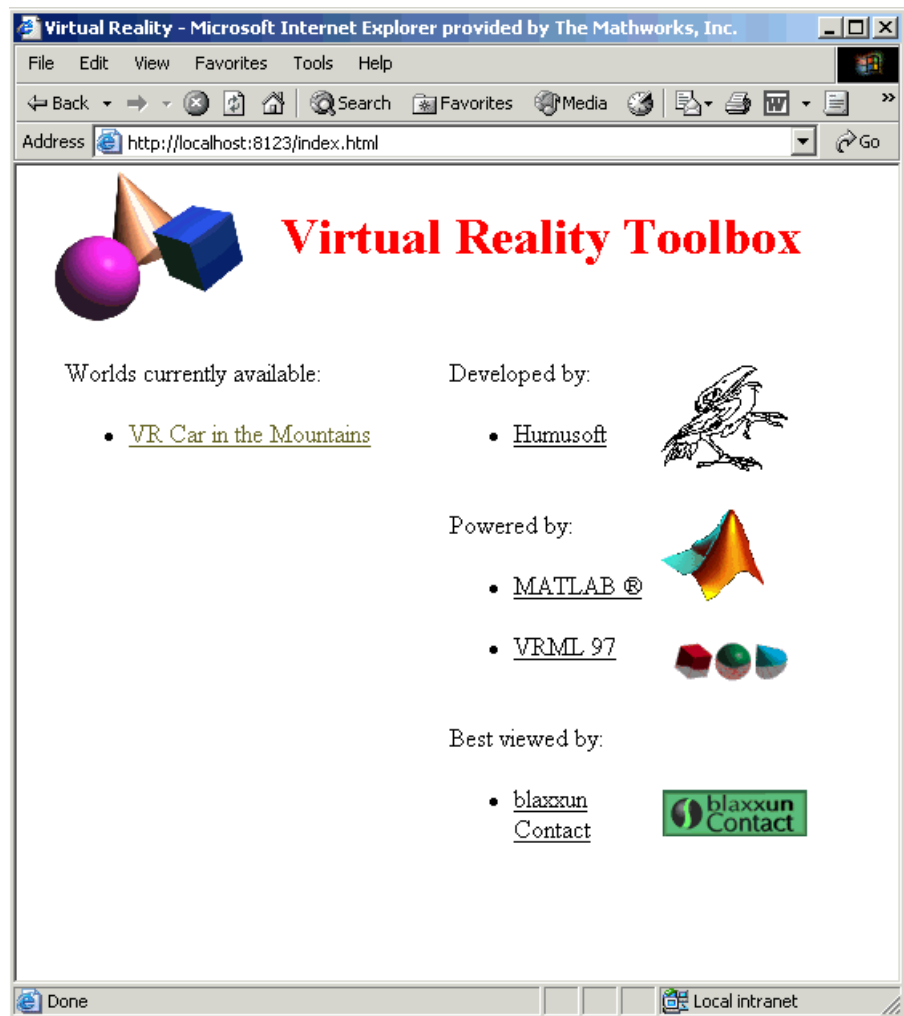 Virtual Reality - Microsoft Internet Explorer provided by The Mathworks, Inc.
File Edit View Favorites Tools Help
Back Search Favorites Media »
Address http://localhost:8123/index.html Go
Virtual Reality Toolbox
Worlds currently available:
• VR Car in the Mountains
Developed by:
• Humusoft
Powered by:
• MATLAB ®
• VRML 97
Best viewed by:
• blaxxun
Contact
blaxxun
Contact
Done Local intranet